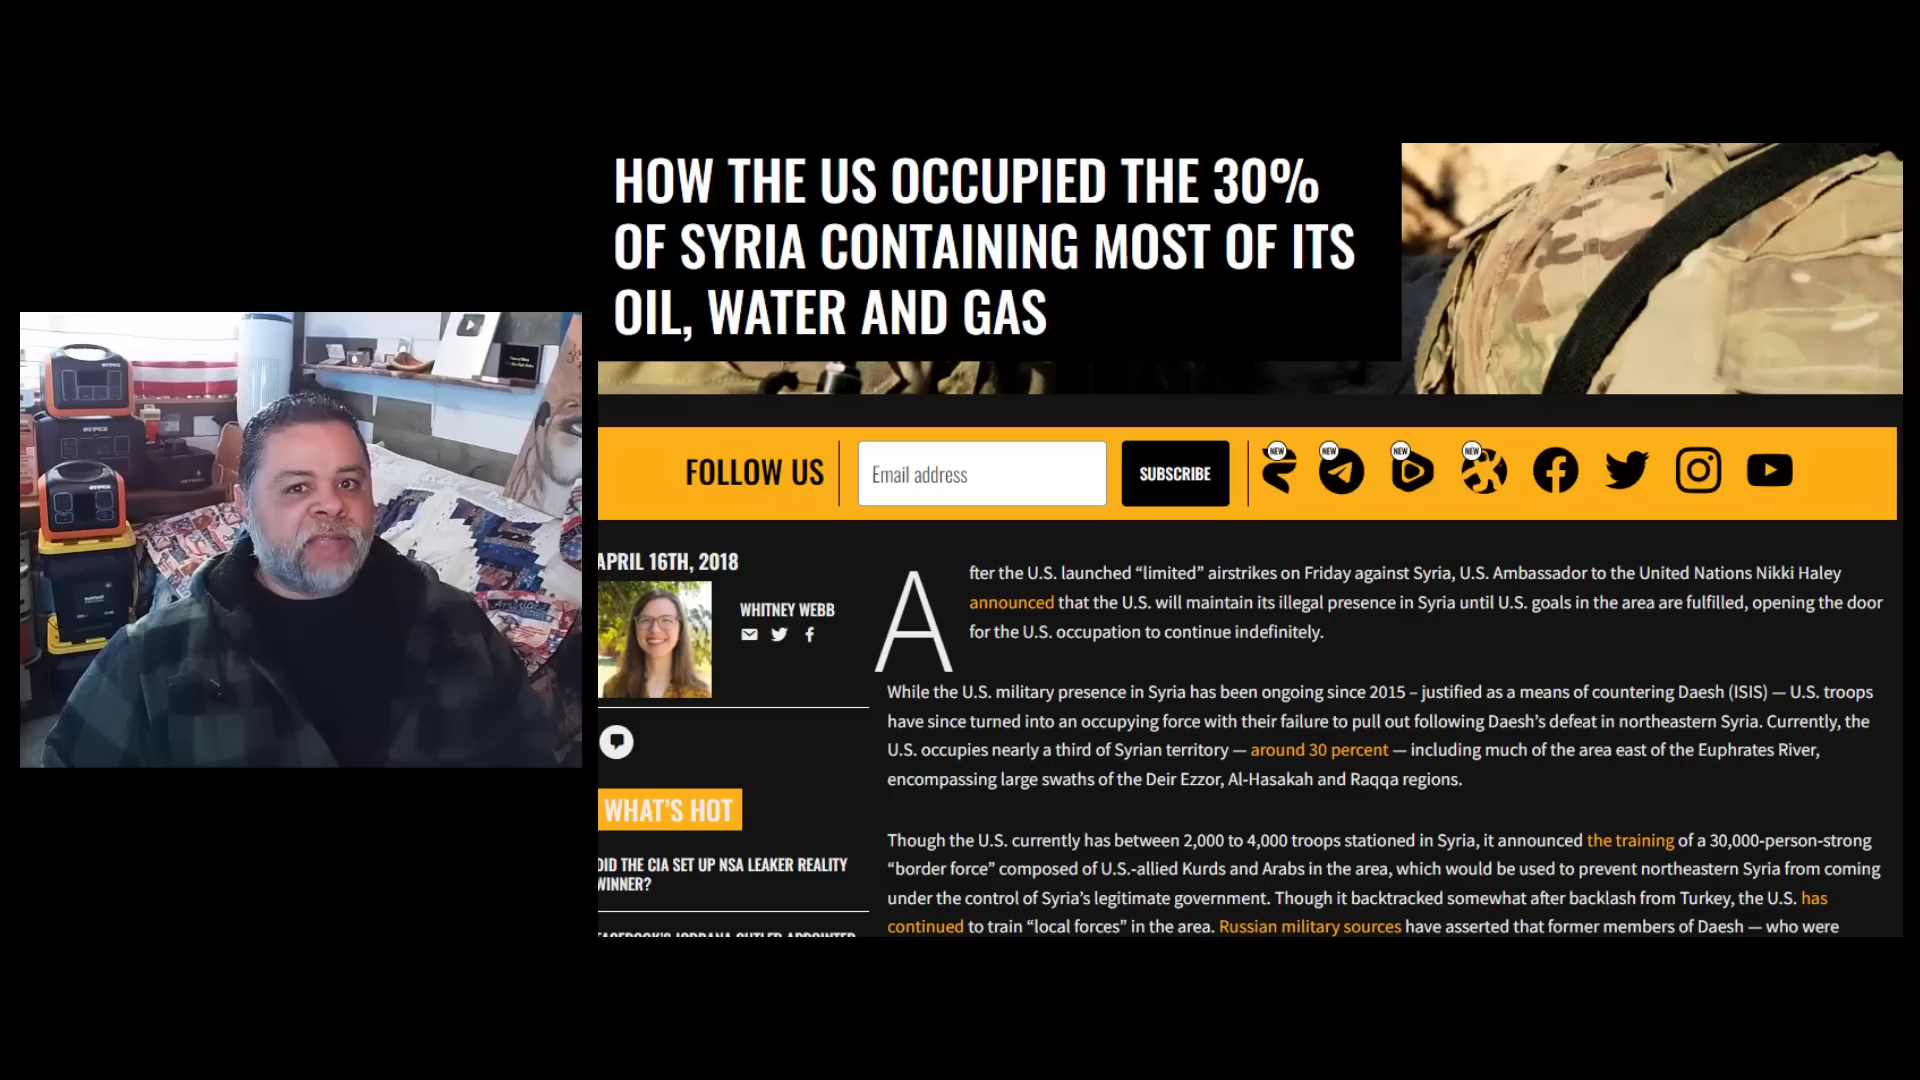 HOW THE US OCCUPIED THE 30%
OF SYRIA CONTAINING MOST OF ITS
OIL, WATER AND GAS
FOLLOW US
Email address
SUBSCRIBE
NEW
NEW
NEW
NEW
APRIL 16TH, 2018
WHITNEY WEBB
WHAT’S HOT
DID THE CIA SET UP NSA LEAKER REALITY
WINNER?
FACEBOOK’S JORDANA CUTLER APPOINTED
After the U.S. launched “limited” airstrikes on Friday against Syria, U.S. Ambassador to the United Nations Nikki Haley
announced that the U.S. will maintain its illegal presence in Syria until U.S. goals in the area are fulfilled, opening the door
for the U.S. occupation to continue indefinitely.
While the U.S. military presence in Syria has been ongoing since 2015 – justified as a means of countering Daesh (ISIS) — U.S. troops
have since turned into an occupying force with their failure to pull out following Daesh’s defeat in northeastern Syria. Currently, the
U.S. occupies nearly a third of Syrian territory — around 30 percent — including much of the area east of the Euphrates River,
encompassing large swaths of the Deir Ezzor, Al-Hasakah and Raqqa regions.
Though the U.S. currently has between 2,000 to 4,000 troops stationed in Syria, it announced the training of a 30,000-person-strong
“border force” composed of U.S.-allied Kurds and Arabs in the area, which would be used to prevent northeastern Syria from coming
under the control of Syria’s legitimate government. Though it backtracked somewhat after backlash from Turkey, the U.S. has
continued to train “local forces” in the area. Russian military sources have asserted that former members of Daesh — who were